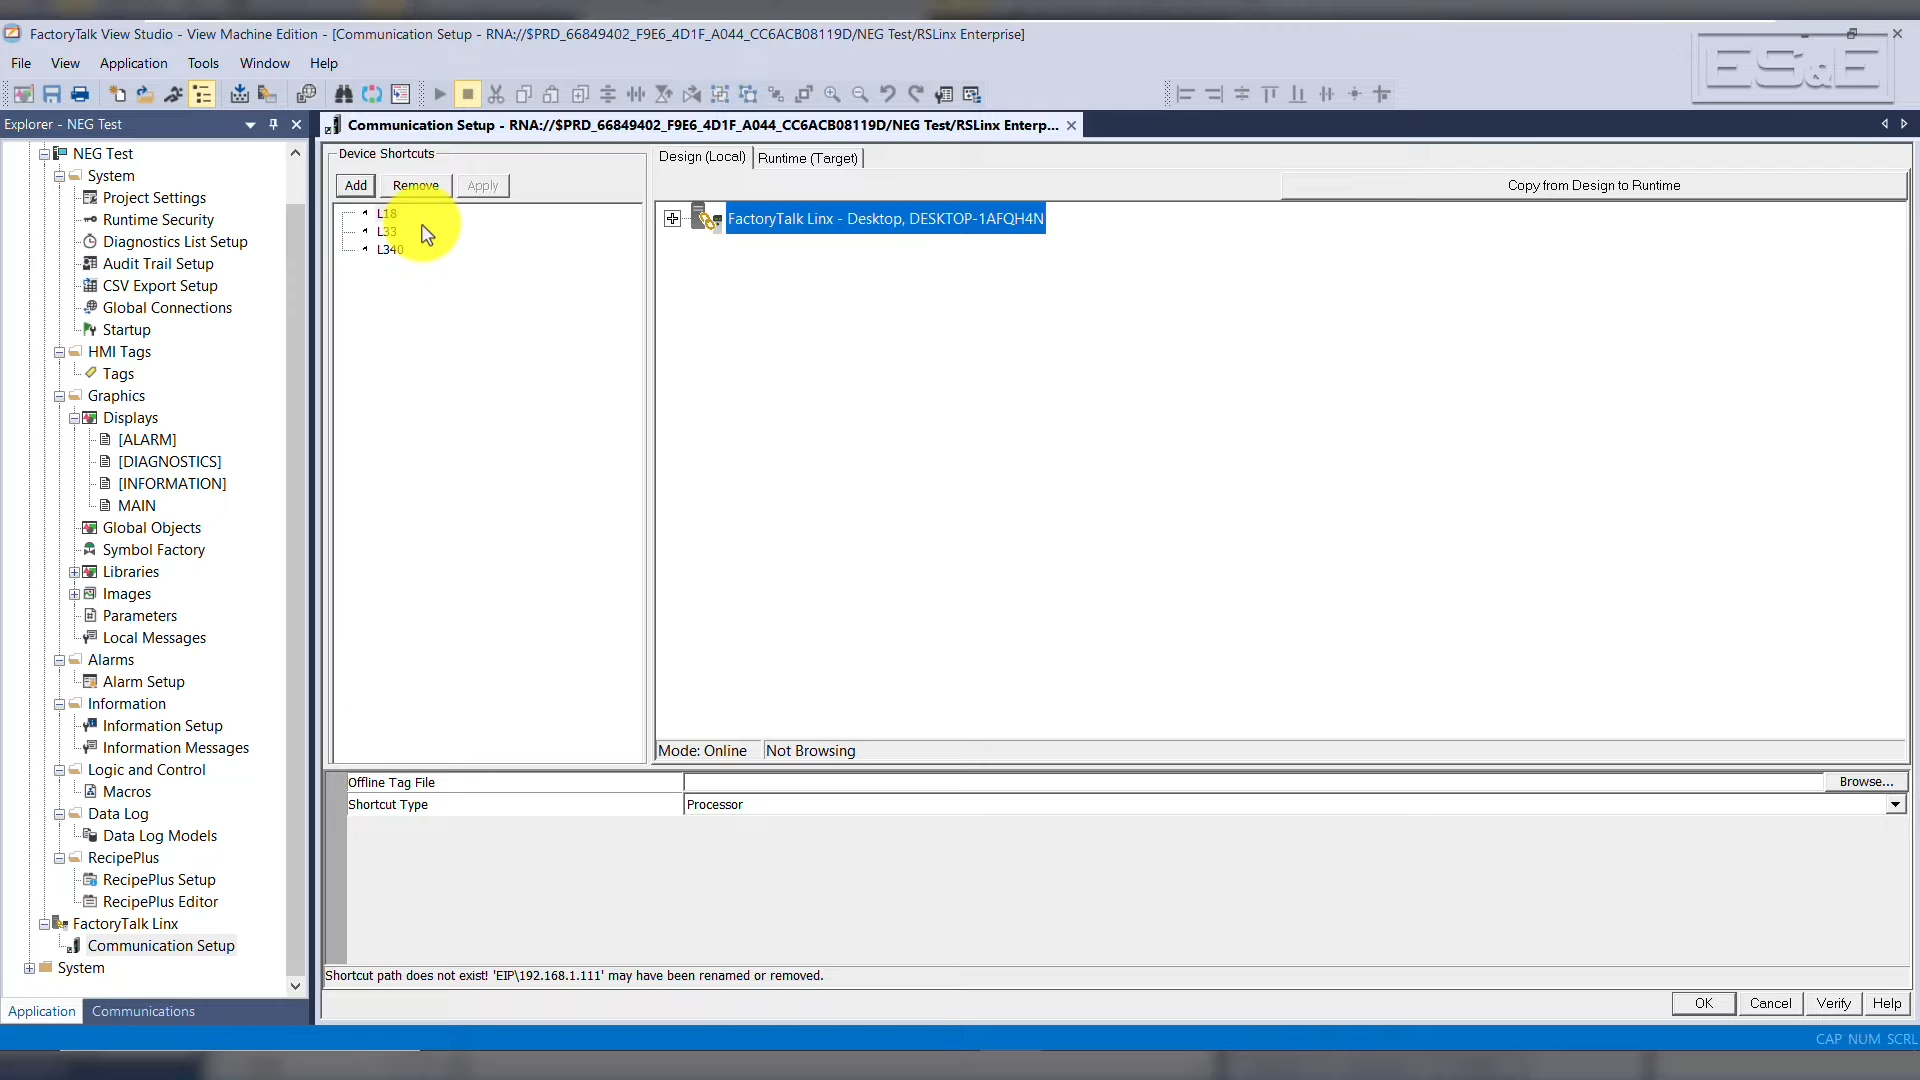 FactoryTalk View Studio - View Machine Edition - [Communication Setup - RNA://$PRD_66849402_F9E6_4D1F_A044_CC6ACB08119D/NEG Test/RSLinx Enterprise]
ES&E
File View Application Tools Window Help
Explorer - NEG Test
Communication Setup - RNA://$PRD_66849402_F9E6_4D1F_A044_CC6ACB08119D/NEG Test/RSLinx Enterp...
NEG Test
System
Project Settings
Runtime Security
Diagnostics List Setup
Audit Trail Setup
CSV Export Setup
Global Connections
Startup
HMI Tags
Tags
Graphics
Displays
[ALARM]
[DIAGNOSTICS]
[INFORMATION]
MAIN
Global Objects
Symbol Factory
Libraries
Images
Parameters
Local Messages
Alarms
Alarm Setup
Information
Information Setup
Information Messages
Logic and Control
Macros
Data Log
Data Log Models
RecipePlus
RecipePlus Setup
RecipePlus Editor
FactoryTalk Linx
Communication Setup
System
Application Communications
Device Shortcuts
Add Remove Apply
L18
L33
L340
Design (Local) Runtime (Target)
Copy from Design to Runtime
FactoryTalk Linx - Desktop, DESKTOP-1AFQH4N
Mode: Online Not Browsing
Offline Tag File Browse...
Shortcut Type Processor
Shortcut path does not exist! 'EIP\192.168.1.111' may have been renamed or removed.
OK Cancel Verify Help
CAP NUM SCRL